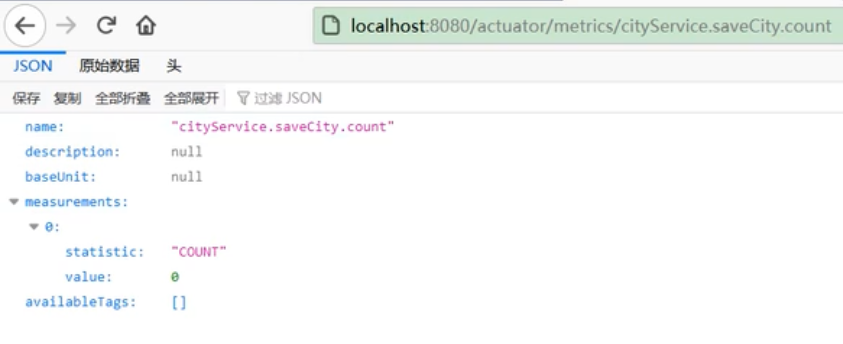 localhost:8080/actuator/metrics/cityService.saveCity.count
JSON 原始数据 头
保存 复制 全部折叠 全部展开 过滤 JSON
name: "cityService.saveCity.count"
description: null
baseUnit: null
measurements:
0:
statistic: "COUNT"
value: 0
availableTags: []